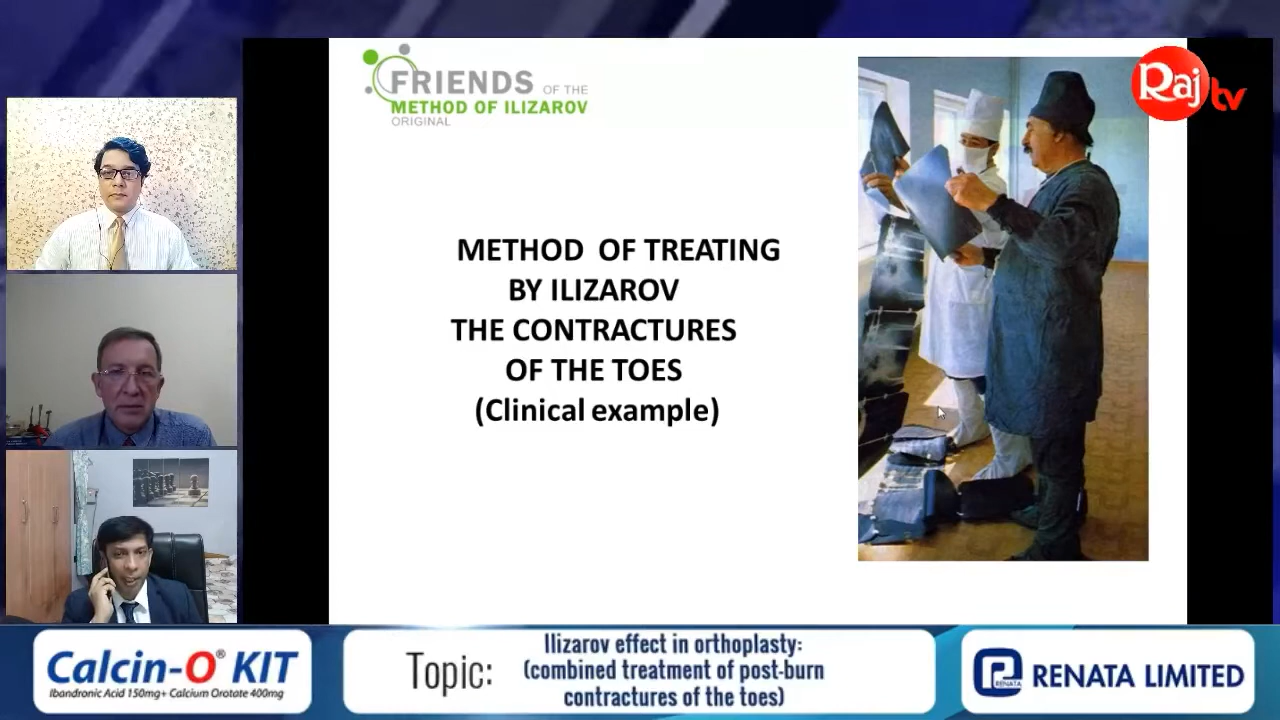 FRIENDS OF THE
METHOD OF ILIZAROV
ORIGINAL
Raj tv
METHOD OF TREATING
BY ILIZAROV
THE CONTRACTURES
OF THE TOES
(Clinical example)
Calcin-O® KIT
Ibandronic Acid 150mg+ Calcium Orotate 400mg
Topic:
Ilizarov effect in orthoplasty:
(combined treatment of post-burn
contractures of the toes)
RENATA
RENATA LIMITED